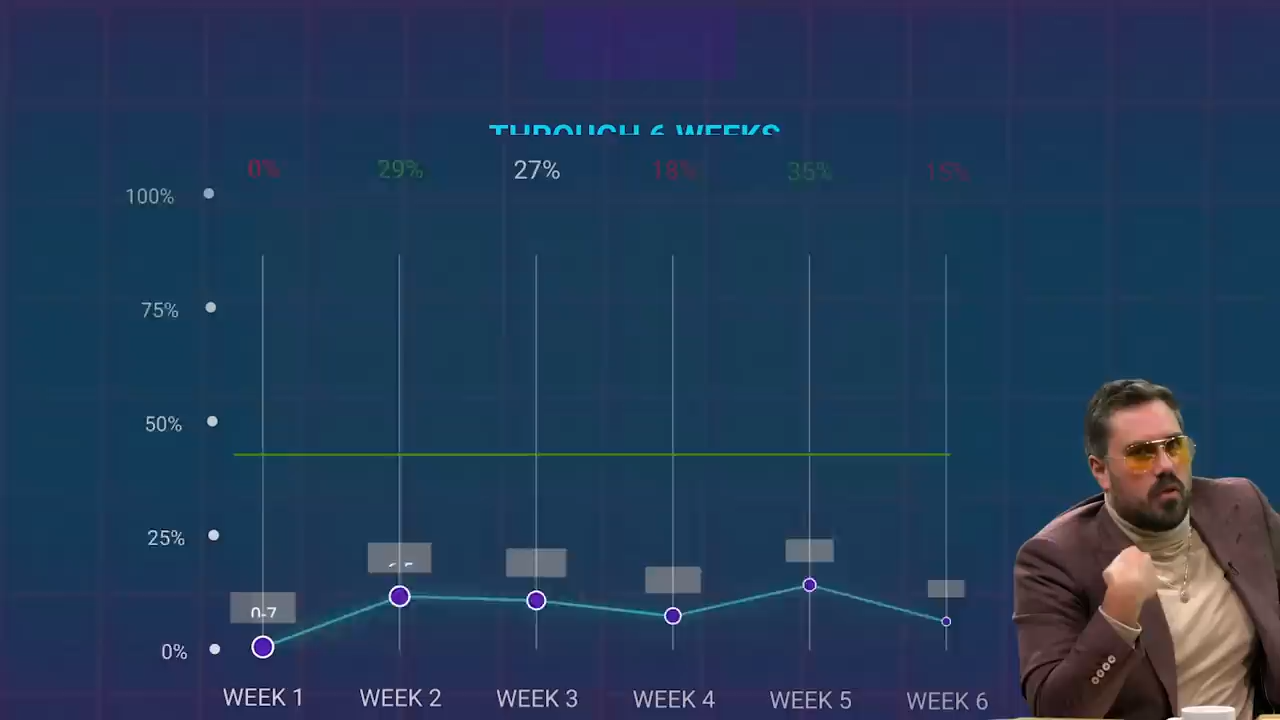 THROUGH 6 WEEKS
0% 29% 27% 18% 35% 15%
100%
75%
50%
25%
0-7
0%
WEEK 1 WEEK 2 WEEK 3 WEEK 4 WEEK 5 WEEK 6